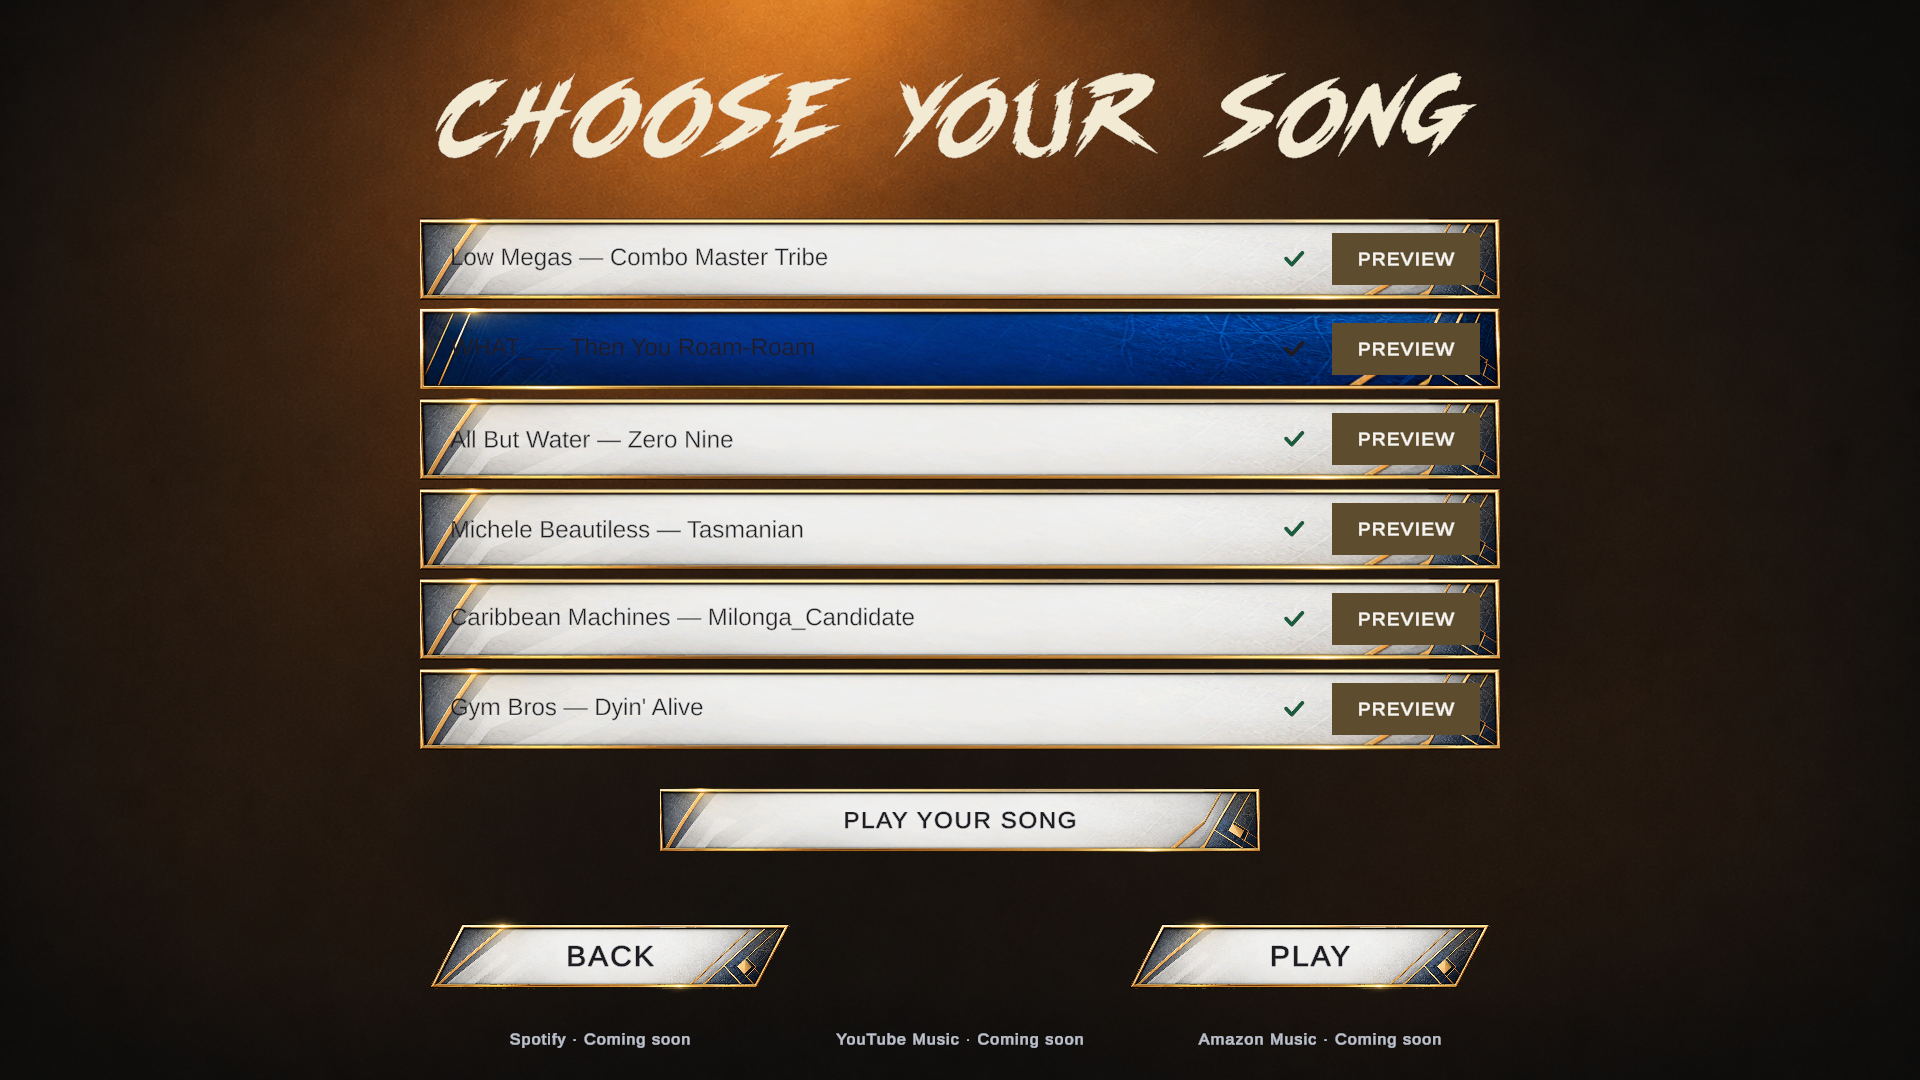 CHOOSE YOUR SONG
Low Megas — Combo Master Tribe
PREVIEW
WHAT_ — Then You Roam-Roam
PREVIEW
All But Water — Zero Nine
PREVIEW
Michele Beautiless — Tasmanian
PREVIEW
Caribbean Machines — Milonga_Candidate
PREVIEW
Gym Bros — Dyin' Alive
PREVIEW
PLAY YOUR SONG
BACK
PLAY
Spotify · Coming soon
YouTube Music · Coming soon
Amazon Music · Coming soon